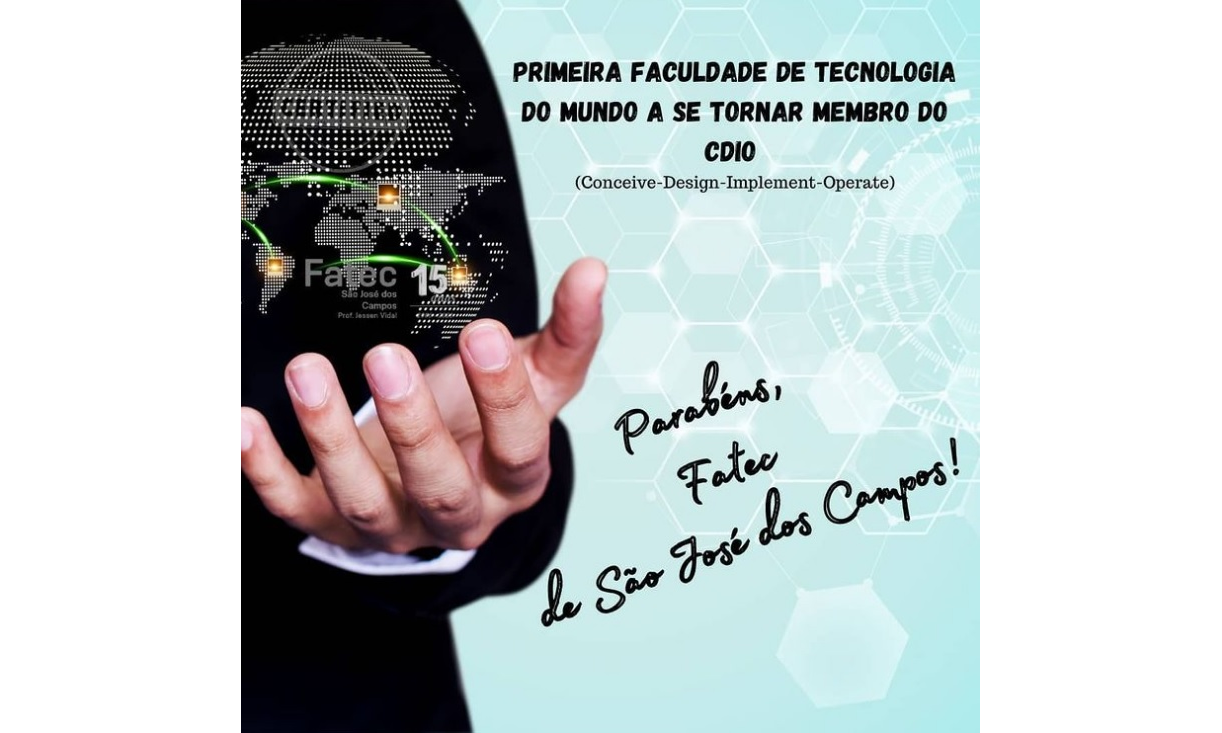 PRIMEIRA FACULDADE DE TECNOLOGIA
DO MUNDO A SE TORNAR MEMBRO DO
CDIO
(Conceive-Design-Implement-Operate)
CERTIFIED
Fatec 15
São José dos
Campos
Prof. Jessen Vidal
Parabéns,
Fatec
de São José dos Campos!